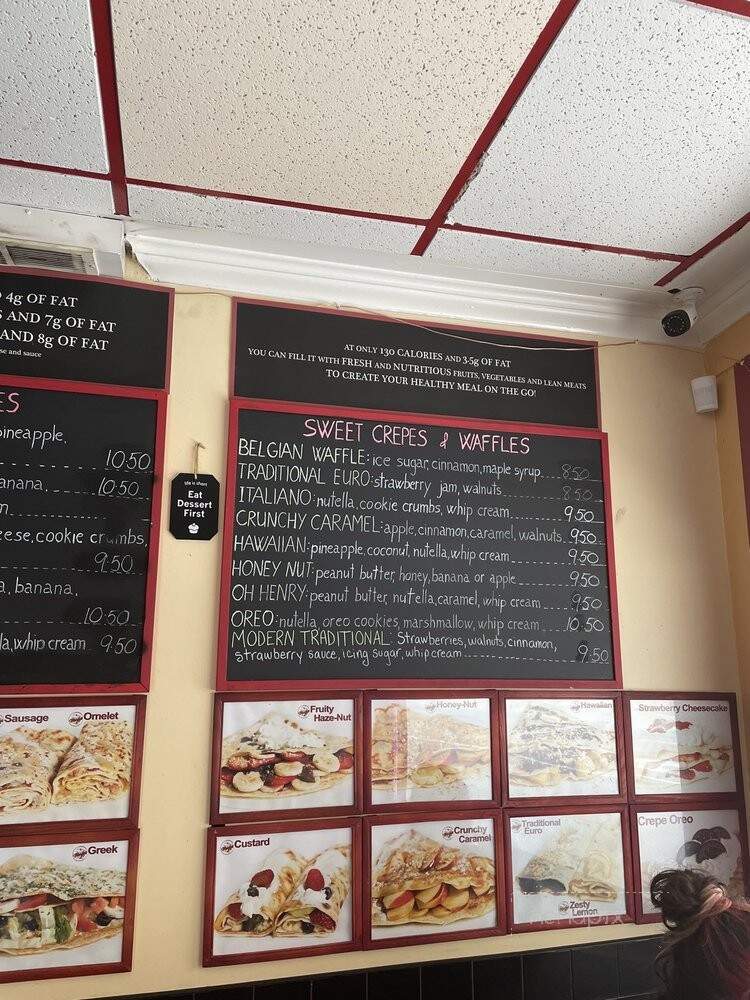 4g OF FAT
AND 7g OF FAT
AND 8g OF FAT
se and sauce
ES
pineapple,
10:50
anana, 10:50
m
eese, cookie crumbs,
9:50
a, banana,
10:50
la, whip cream 9:50
life is short
Eat
Dessert
First
AT ONLY 130 CALORIES AND 3.5g OF FAT
YOU CAN FILL IT WITH FRESH AND NUTRITIOUS FRUITS, VEGETABLES AND LEAN MEATS
TO CREATE YOUR HEALTHY MEAL ON THE GO!
SWEET CREPES & WAFFLES
BELGIAN WAFFLE: ice sugar, cinnamon, maple syrup 8:50
TRADITIONAL EURO: strawberry jam, walnuts 8:50
ITALIANO: nutella, cookie crumbs, whip cream 9:50
CRUNCHY CARAMEL: apple, cinnamon, caramel, walnuts 9:50
HAWAIIAN: pineapple, coconut, nutella, whip cream 9:50
HONEY NUT: peanut butter, honey, banana or apple 9:50
OH HENRY: peanut butter, nutella, caramel, whip cream 9:50
OREO: nutella, oreo cookies, marshmallow, whip cream 10:50
MODERN TRADITIONAL: Strawberries, walnuts, cinnamon,
strawberry sauce, icing sugar, whip cream 9:50
Sausage
Omelet
Fruity
Haze-Nut
Honey-Nut
Hawaiian
Strawberry Cheesecake
Greek
Custard
Crunchy
Caramel
Traditional
Euro
Zesty
Lemon
Crepe Oreo